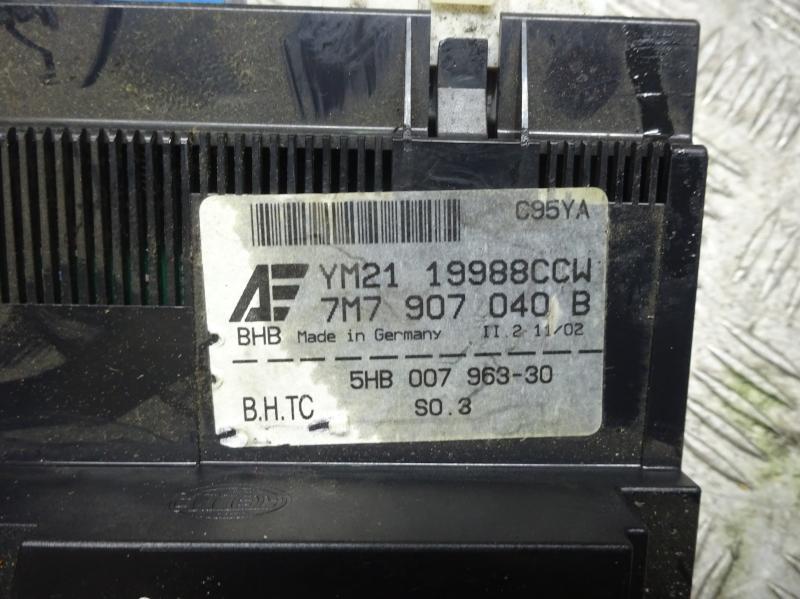 C95YA
AE YM21 19988CCW
7M7 907 040 B
BHB Made in Germany II.2 11/02
5HB 007 963-30
B.H.TC SO.3